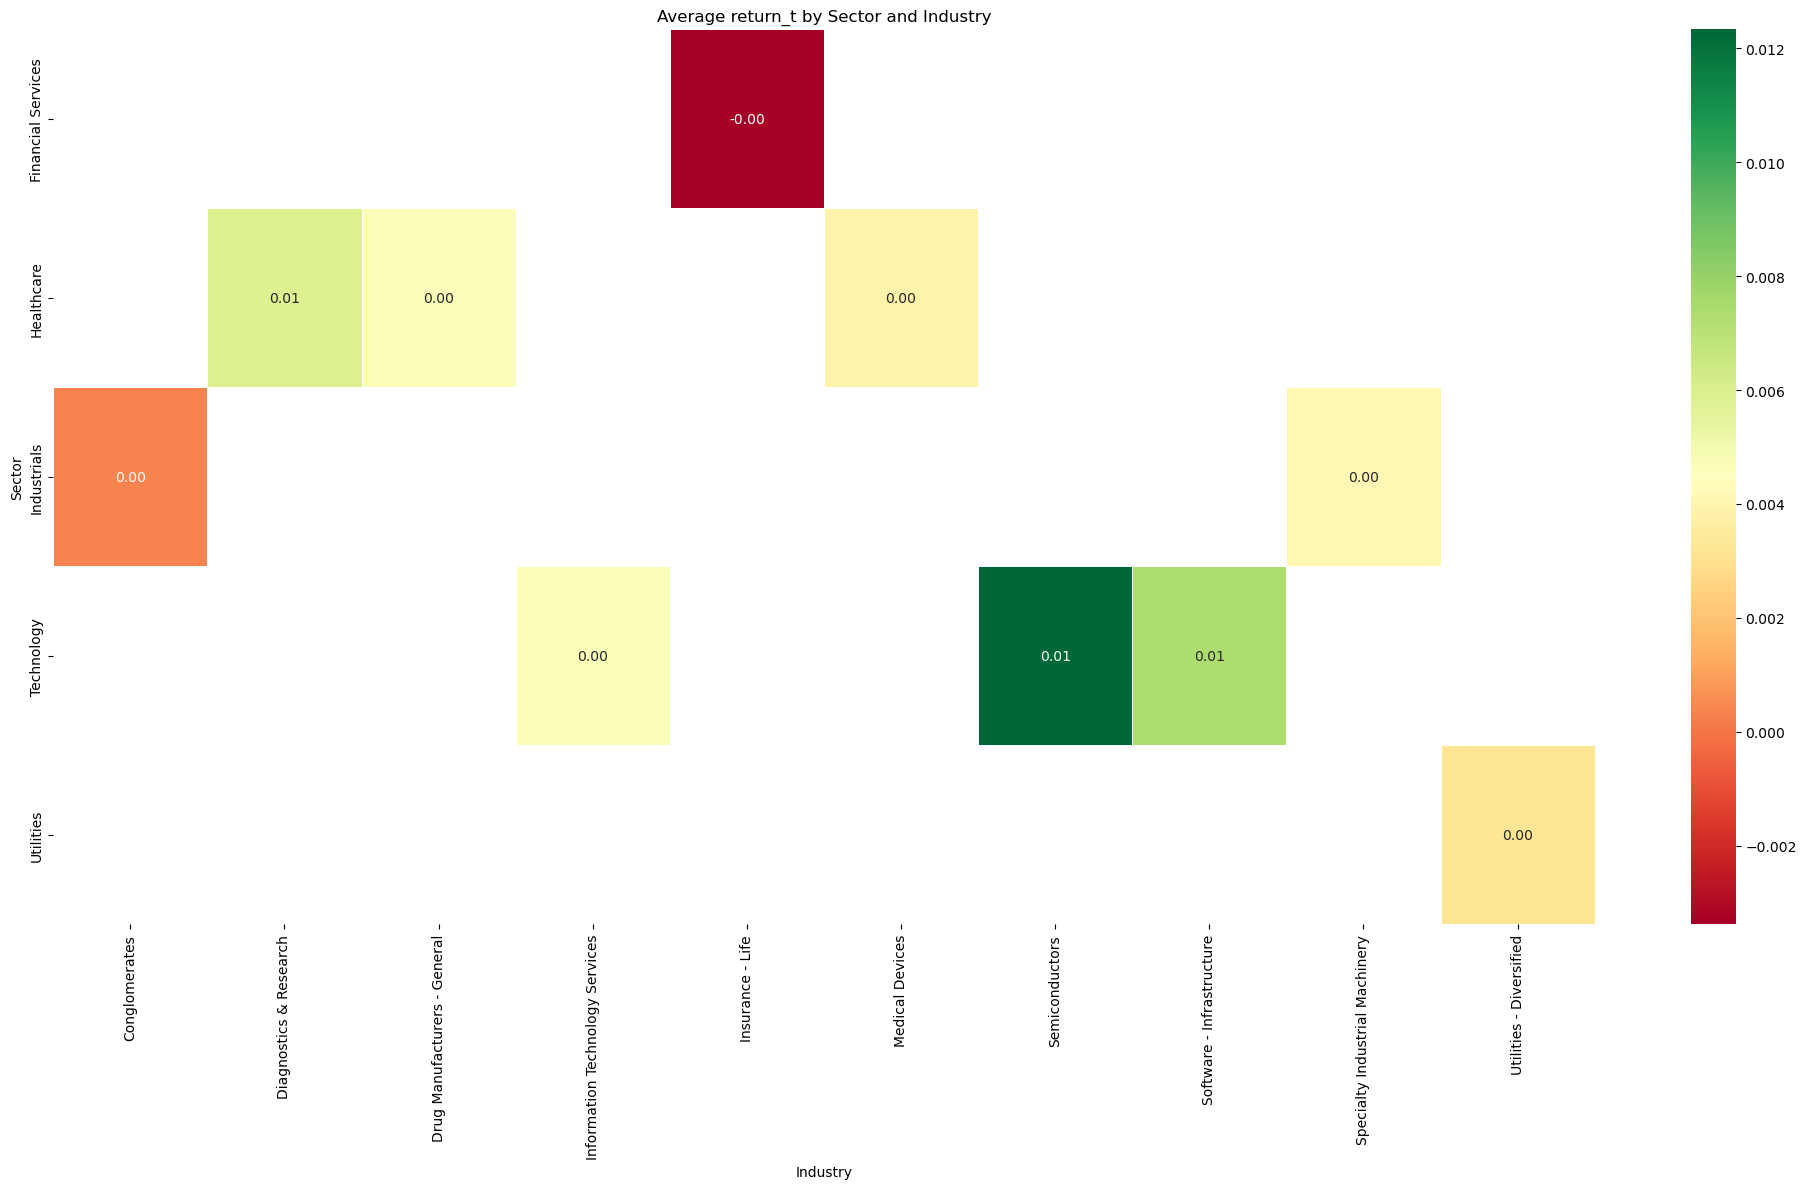 Average return_t by Sector and Industry
Financial Services
-0.00
Healthcare
0.01
0.00
0.00
Sector
Industrials
0.00
0.00
Technology
0.00
0.01
0.01
Utilities
0.00
Conglomerates
Diagnostics & Research
Drug Manufacturers - General
Information Technology Services
Insurance - Life
Medical Devices
Semiconductors
Software - Infrastructure
Specialty Industrial Machinery
Utilities - Diversified
Industry
0.012
0.010
0.008
0.006
0.004
0.002
0.000
−0.002